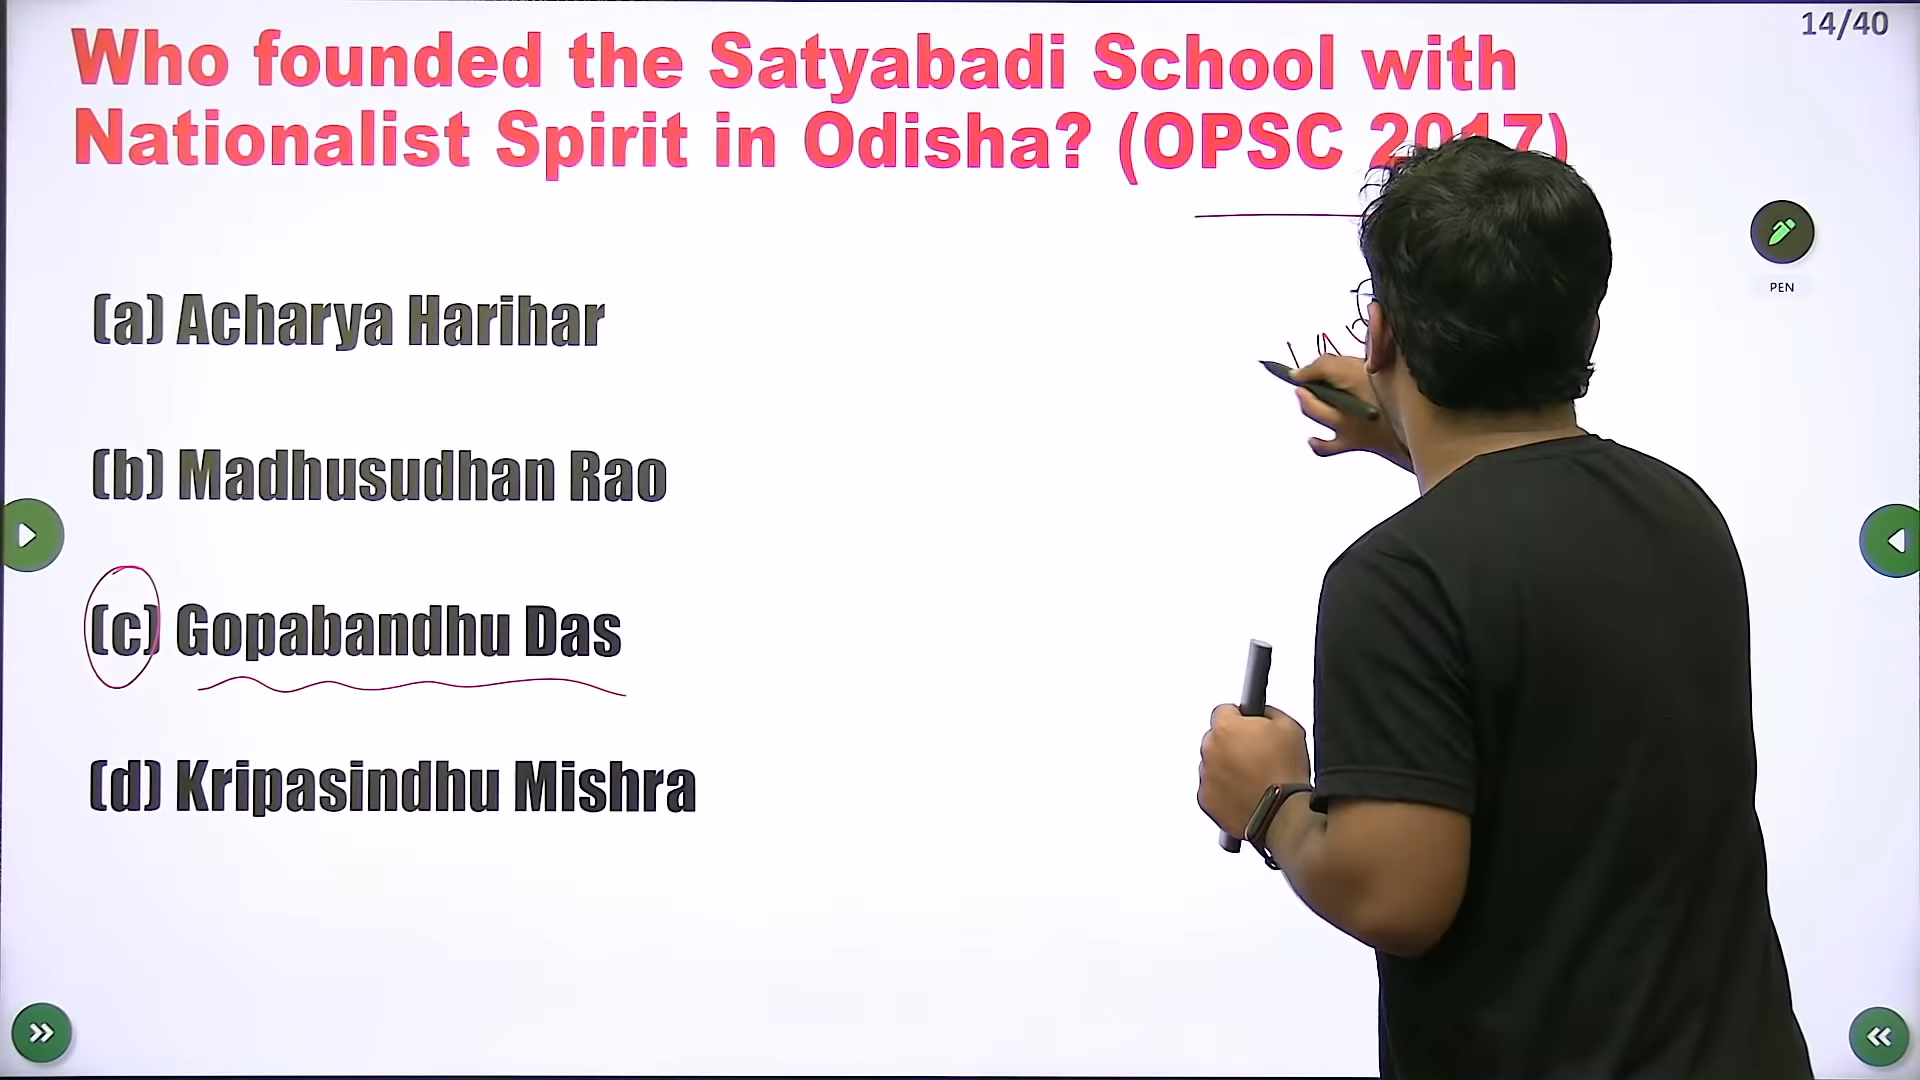 14/40
Who founded the Satyabadi School with
Nationalist Spirit in Odisha? (OPSC 2017)
PEN
(a) Acharya Harihar
(b) Madhusudhan Rao
(c) Gopabandhu Das
(d) Kripasindhu Mishra